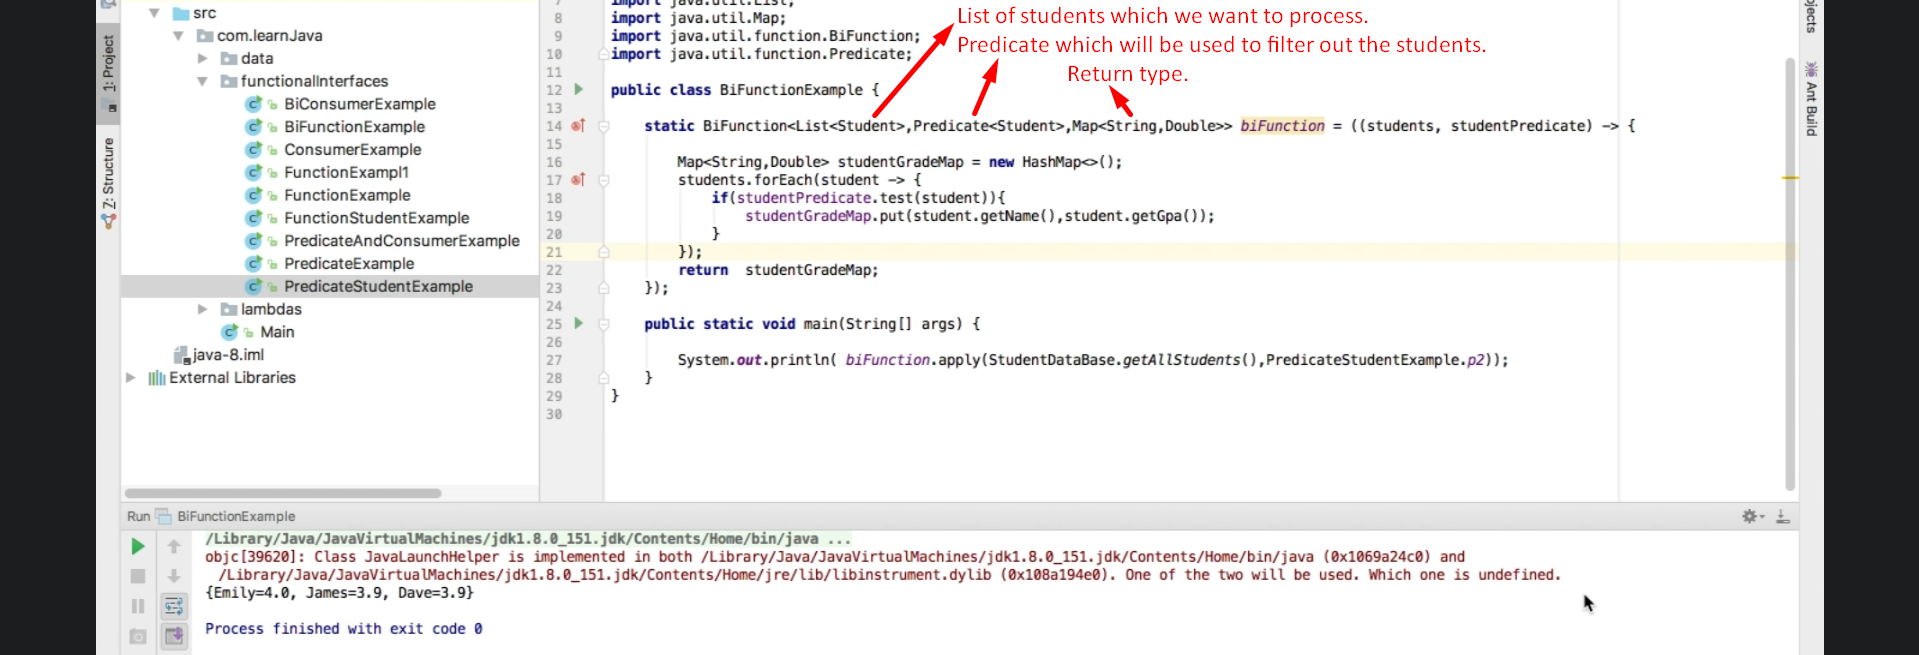 src
com.learnJava
data
functionalInterfaces
BiConsumerExample
BiFunctionExample
ConsumerExample
FunctionExampl1
FunctionExample
FunctionStudentExample
PredicateAndConsumerExample
PredicateExample
PredicateStudentExample
lambdas
Main
java-8.iml
External Libraries
1: Project
Z: Structure
List of students which we want to process.
Predicate which will be used to filter out the students.
Return type.
7 import java.util.List;
8 import java.util.Map;
9 import java.util.function.BiFunction;
10 import java.util.function.Predicate;
11
12 public class BiFunctionExample {
13
14 static BiFunction<List<Student>,Predicate<Student>,Map<String,Double>> biFunction = ((students, studentPredicate) -> {
15
16 Map<String,Double> studentGradeMap = new HashMap<>();
17 students.forEach(student -> {
18 if(studentPredicate.test(student)){
19 studentGradeMap.put(student.getName(),student.getGpa());
20 }
21 });
22 return studentGradeMap;
23 });
24
25 public static void main(String[] args) {
26
27 System.out.println( biFunction.apply(StudentDataBase.getAllStudents(),PredicateStudentExample.p2));
28 }
29 }
30
Ant Build
Run BiFunctionExample
/Library/Java/JavaVirtualMachines/jdk1.8.0_151.jdk/Contents/Home/bin/java ...
objc[39620]: Class JavaLaunchHelper is implemented in both /Library/Java/JavaVirtualMachines/jdk1.8.0_151.jdk/Contents/Home/bin/java (0x1069a24c0) and
/Library/Java/JavaVirtualMachines/jdk1.8.0_151.jdk/Contents/Home/jre/lib/libinstrument.dylib (0x108a194e0). One of the two will be used. Which one is undefined.
{Emily=4.0, James=3.9, Dave=3.9}
Process finished with exit code 0